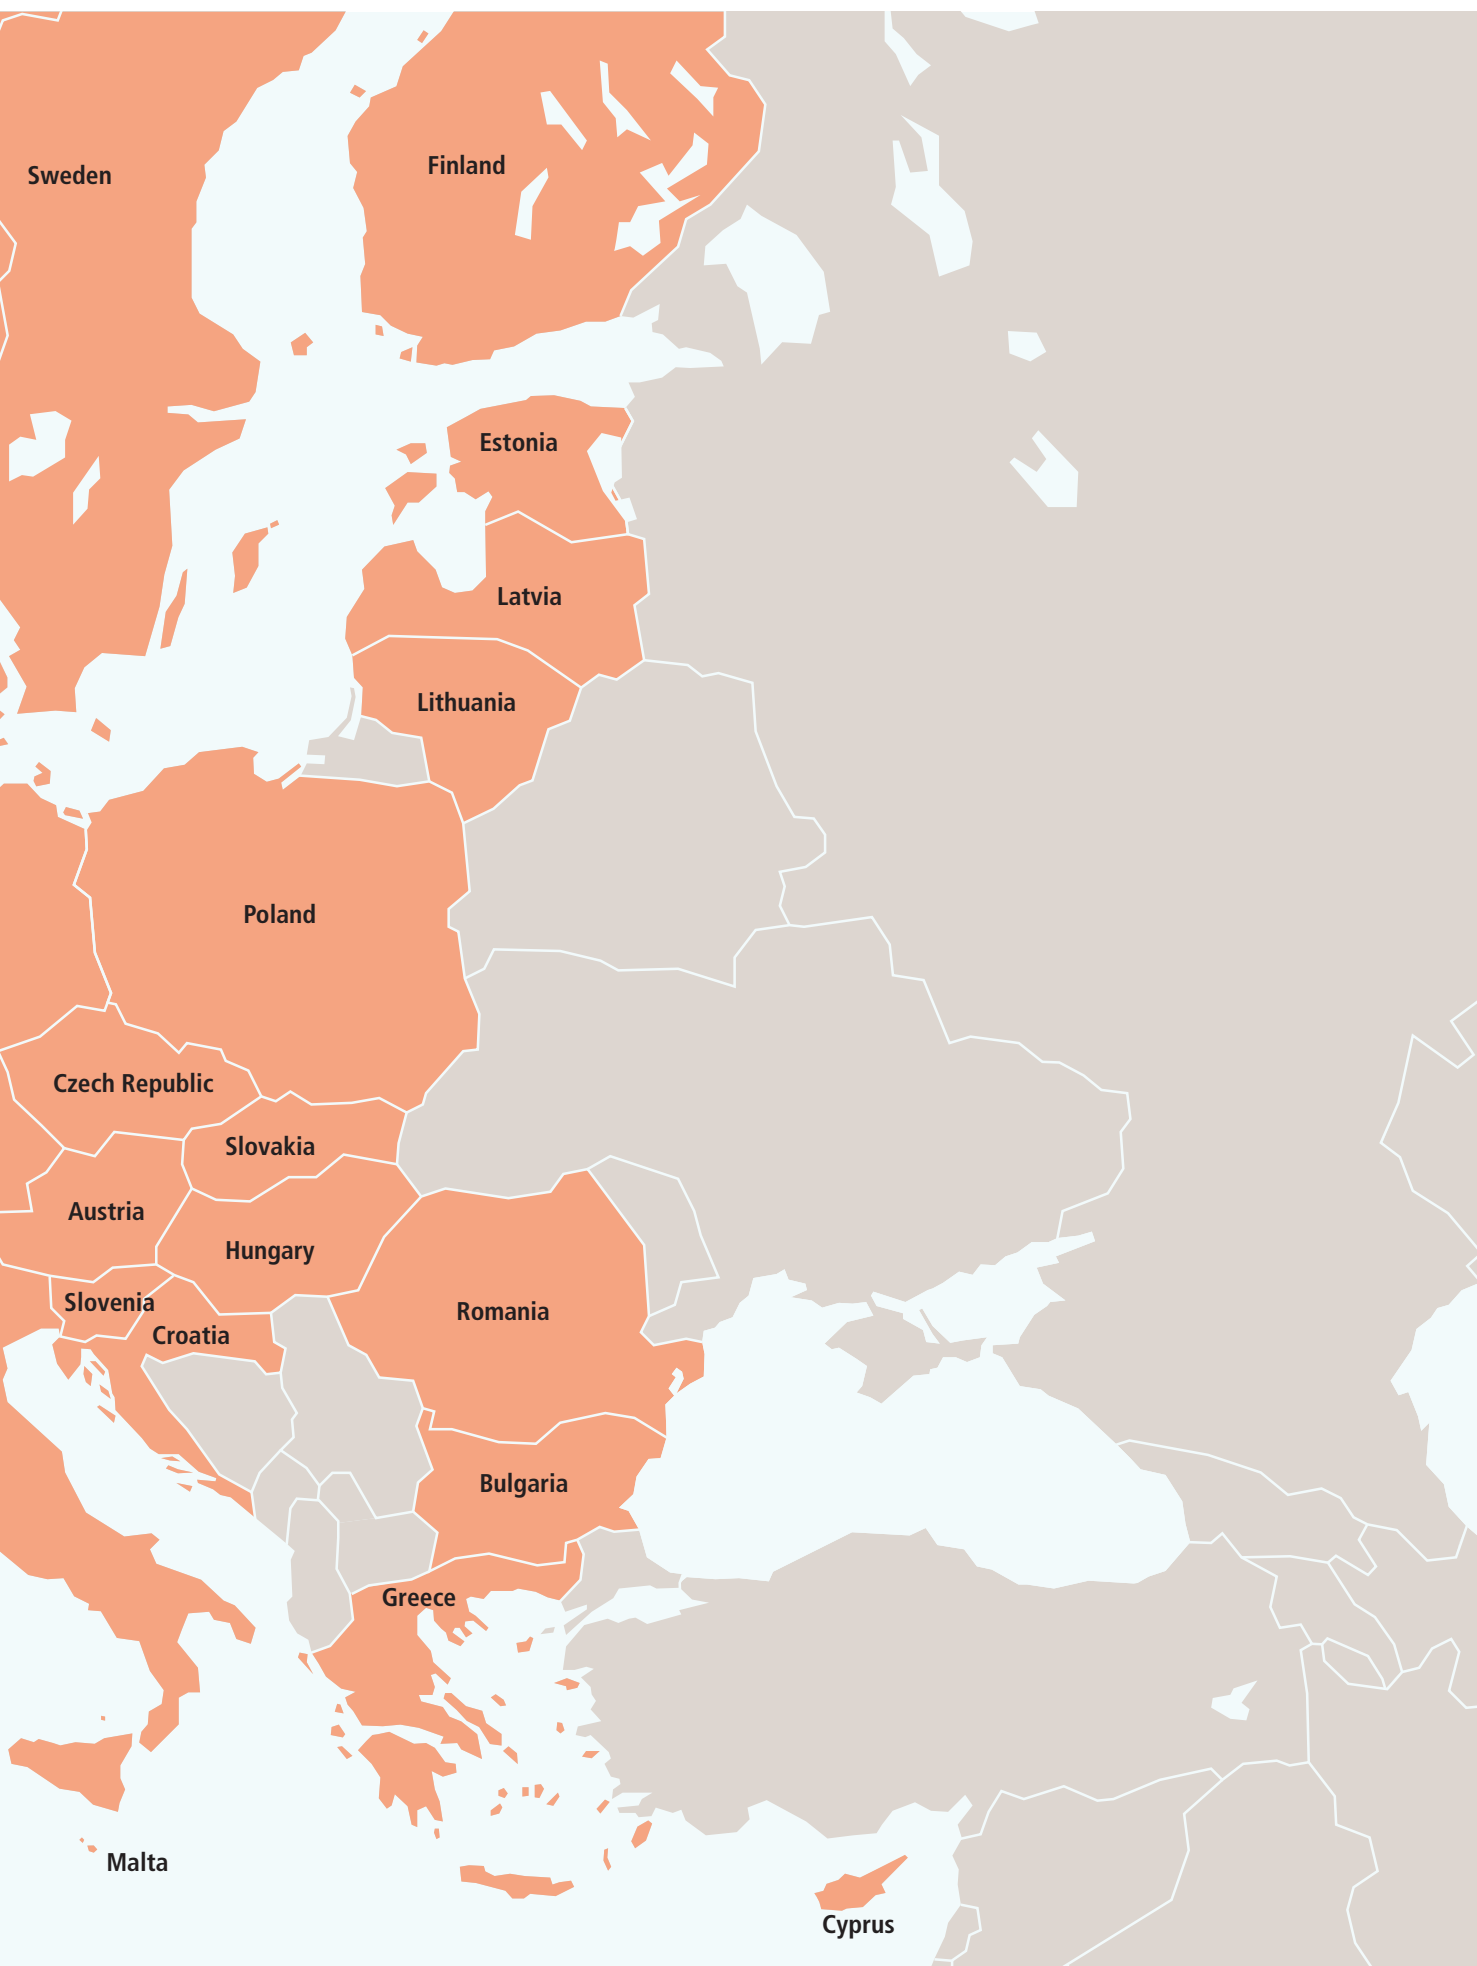 Sweden
Finland
Estonia
Latvia
Lithuania
Poland
Czech Republic
Slovakia
Austria
Hungary
Slovenia
Romania
Croatia
Bulgaria
Greece
Malta
Cyprus